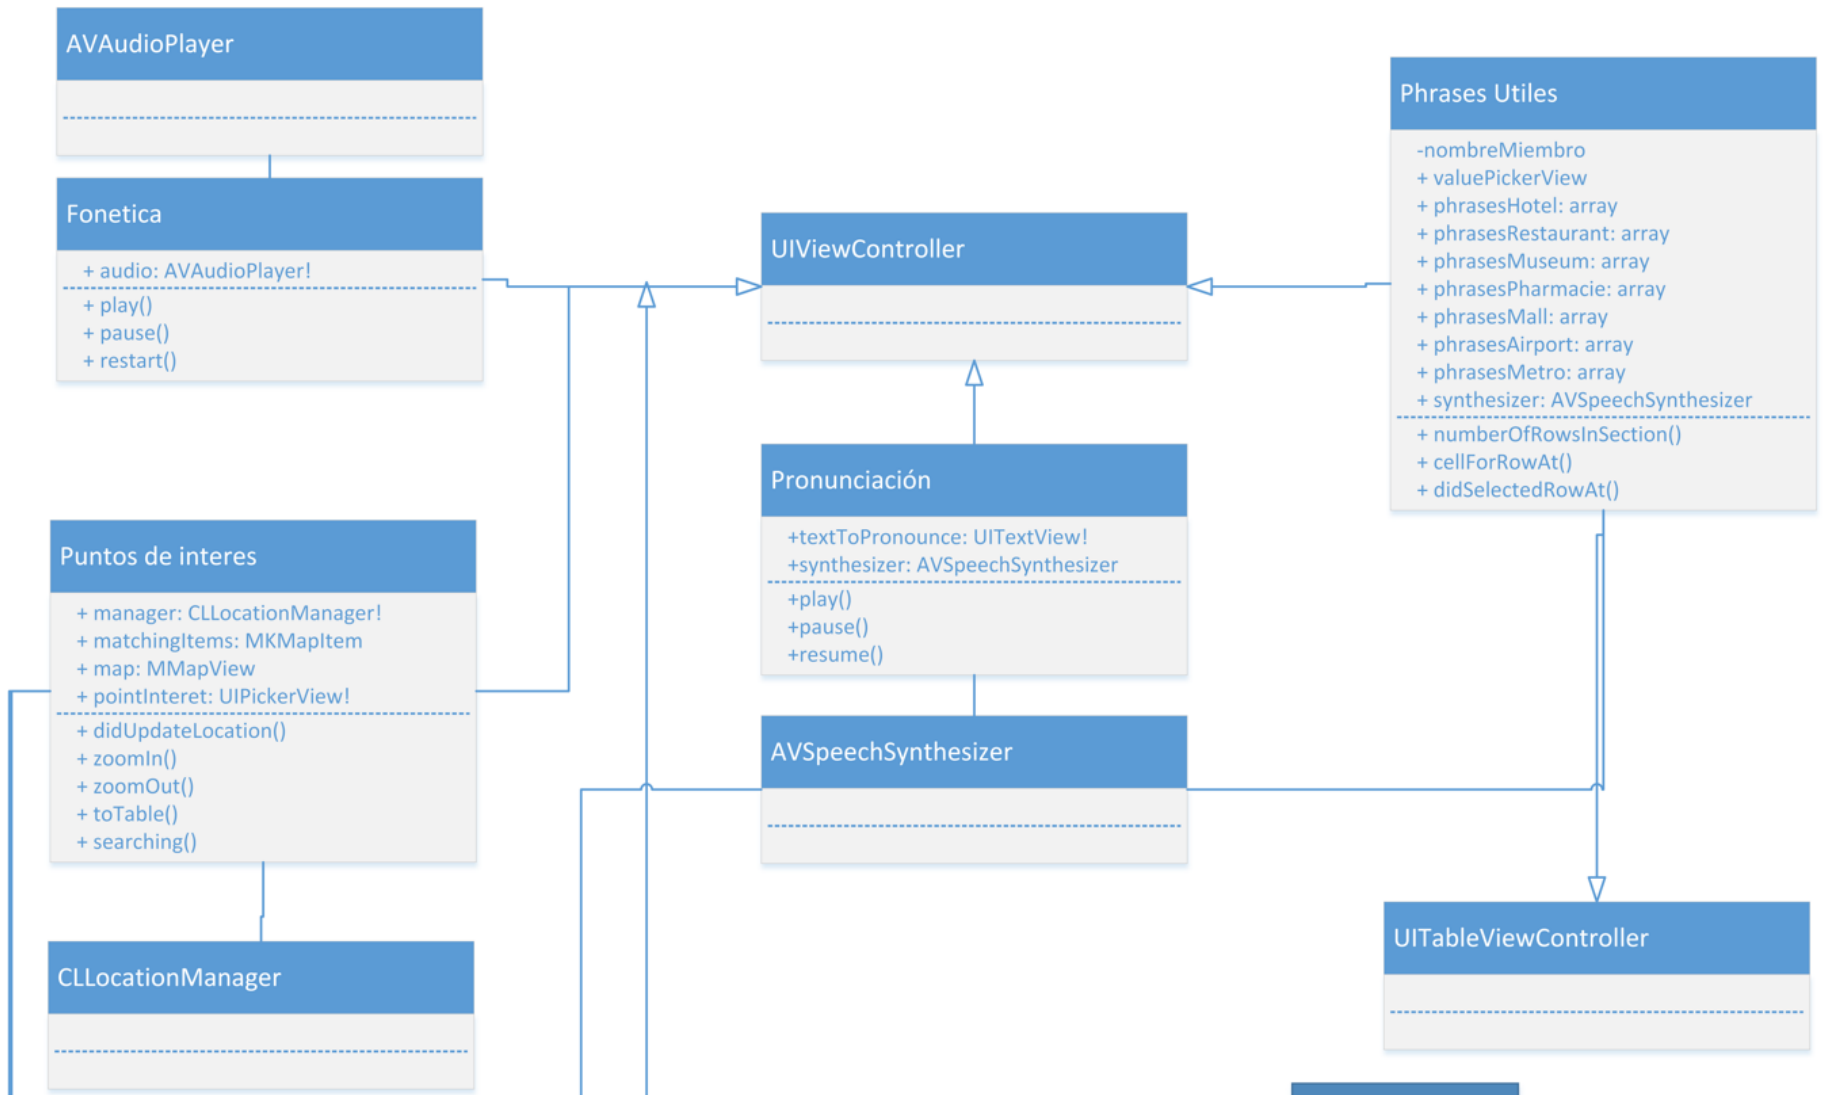 AVAudioPlayer
Fonetica
+ audio: AVAudioPlayer!
+ play()
+ pause()
+ restart()
Puntos de interes
+ manager: CLLocationManager!
+ matchingItems: MKMapItem
+ map: MMapView
+ pointInteret: UIPickerView!
+ didUpdateLocation()
+ zoomIn()
+ zoomOut()
+ toTable()
+ searching()
CLLocationManager
UIViewController
Pronunciación
+textToPronounce: UITextView!
+synthesizer: AVSpeechSynthesizer
+play()
+pause()
+resume()
AVSpeechSynthesizer
Phrases Utiles
-nombreMiembro
+ valuePickerView
+ phrasesHotel: array
+ phrasesRestaurant: array
+ phrasesMuseum: array
+ phrasesPharmacie: array
+ phrasesMall: array
+ phrasesAirport: array
+ phrasesMetro: array
+ synthesizer: AVSpeechSynthesizer
+ numberOfRowsInSection()
+ cellForRowAt()
+ didSelectedRowAt()
UITableViewController